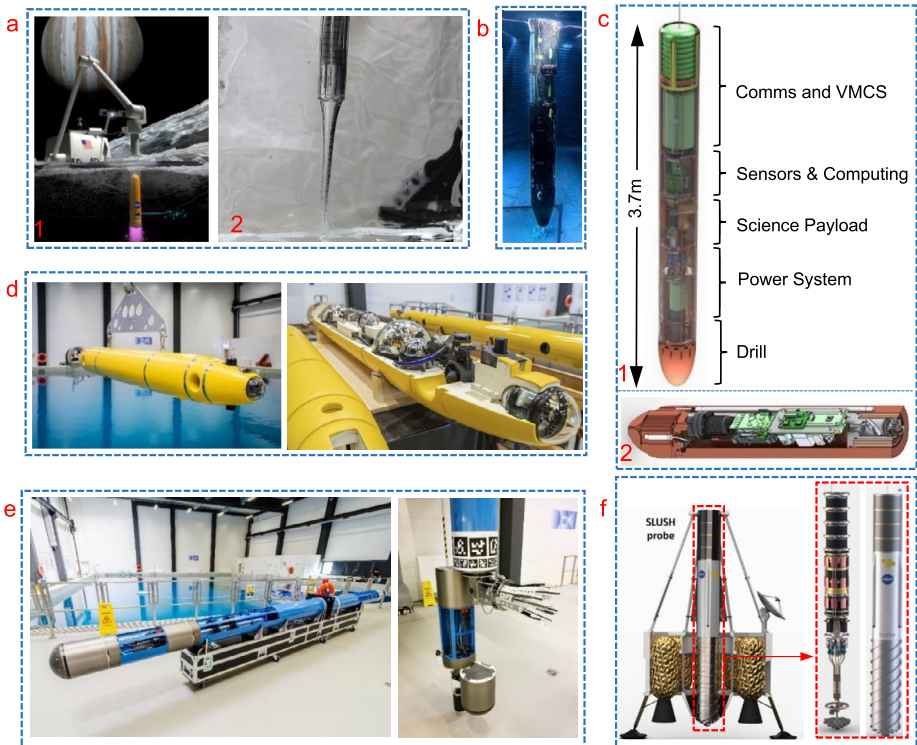 a
1
2
b
c
3.7m
Comms and VMCS
Sensors & Computing
Science Payload
Power System
Drill
1
2
d
e
f
SLUSH
probe